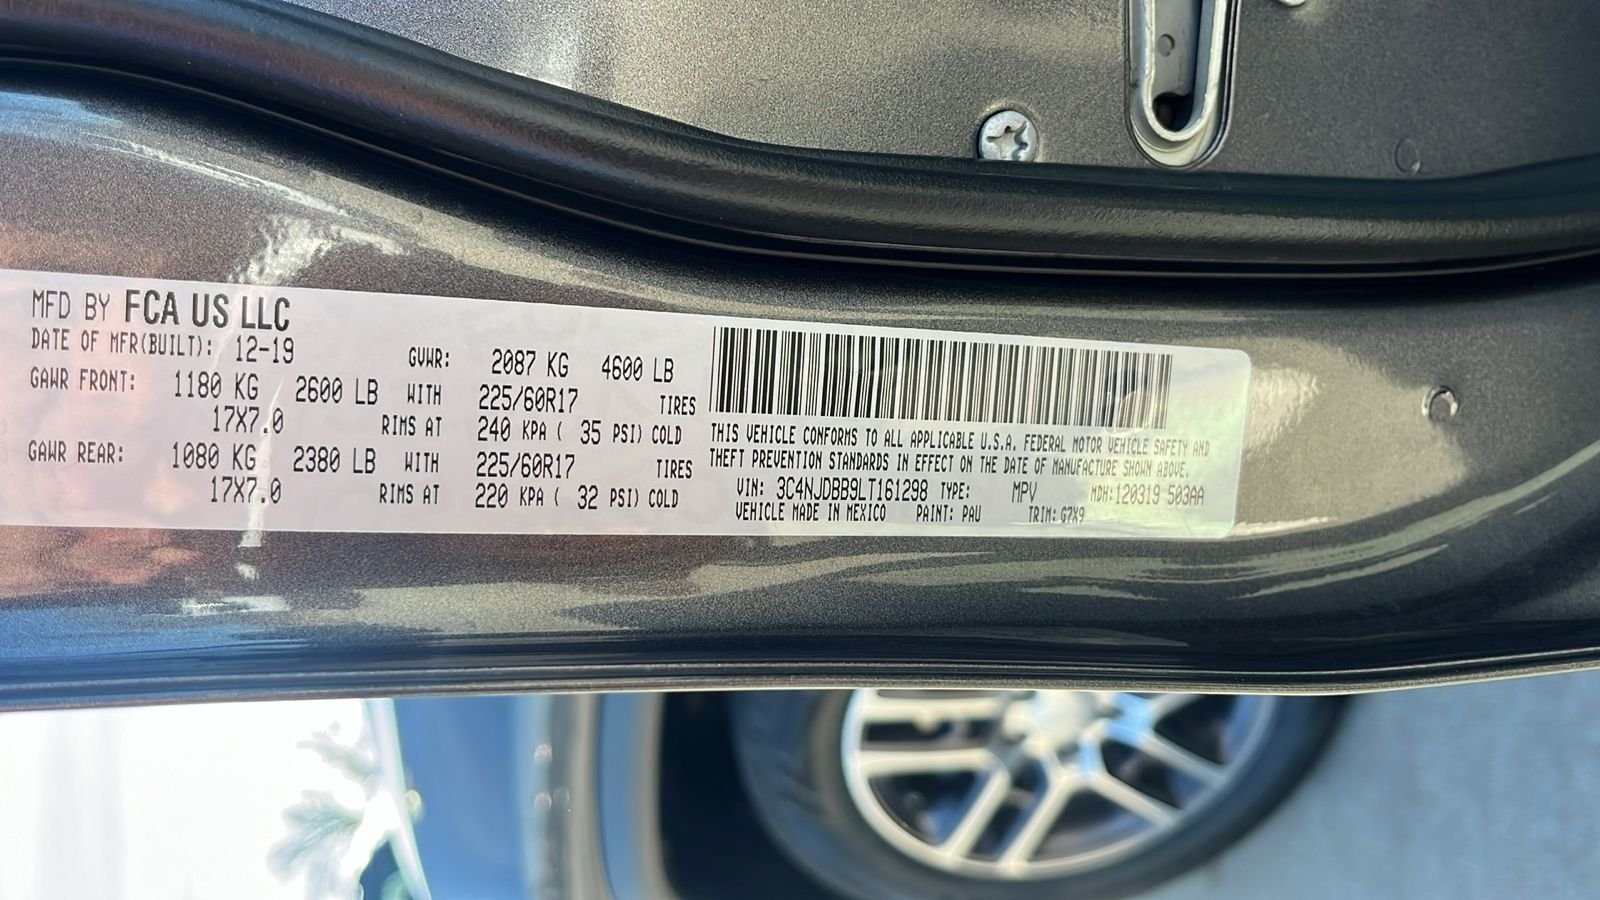 MFD BY FCA US LLC
DATE OF MFR(BUILT): 12-19 GVWR: 2087 KG 4600 LB
GAWR FRONT: 1180 KG 2600 LB WITH 225/60R17 TIRES
17X7.0 RIMS AT 240 KPA ( 35 PSI) COLD
GAWR REAR: 1080 KG 2380 LB WITH 225/60R17 TIRES
17X7.0 RIMS AT 220 KPA ( 32 PSI) COLD
THIS VEHICLE CONFORMS TO ALL APPLICABLE U.S.A. FEDERAL MOTOR VEHICLE SAFETY AND
THEFT PREVENTION STANDARDS IN EFFECT ON THE DATE OF MANUFACTURE SHOWN ABOVE.
VIN: 3C4NJDBB9LT161298 TYPE: MPV MDH:120319 503AA
VEHICLE MADE IN MEXICO PAINT: PAU TRIM: G7X9